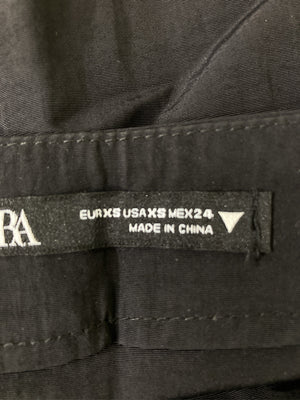 RA
EUR XS USA XS MEX 24
MADE IN CHINA